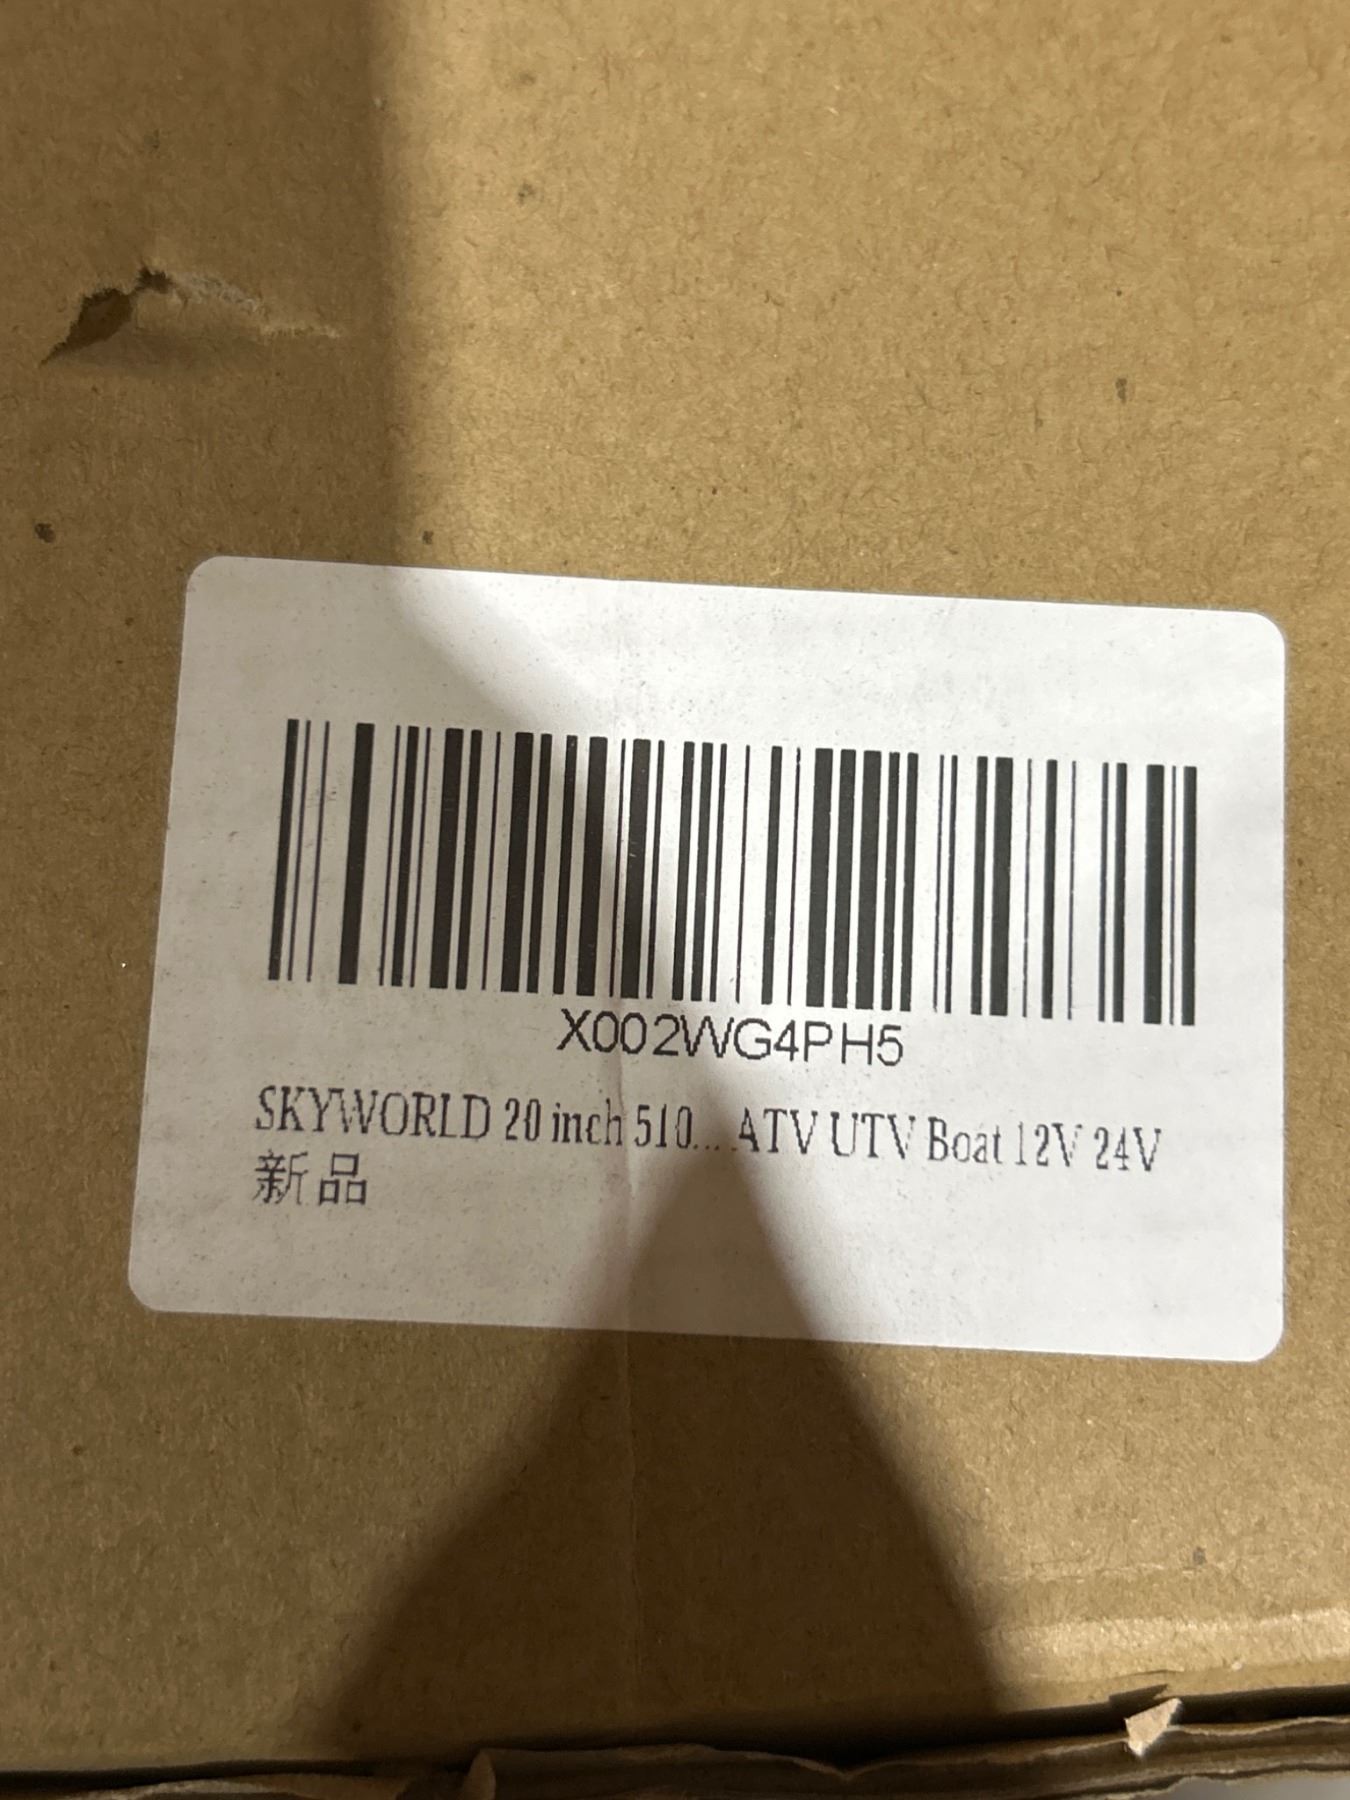 X002WG4PH5
SKYWORLD 20 inch 510... ATV UTV Boat 12V 24V
新品